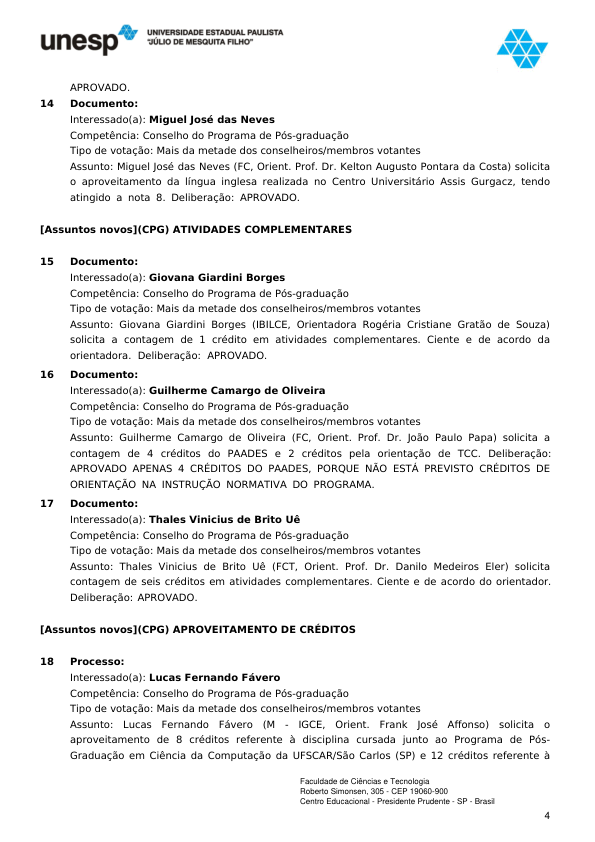 unesp
UNIVERSIDADE ESTADUAL PAULISTA
"JÚLIO DE MESQUITA FILHO"
APROVADO.
14 Documento:
Interessado(a): Miguel José das Neves
Competência: Conselho do Programa de Pós-graduação
Tipo de votação: Mais da metade dos conselheiros/membros votantes
Assunto: Miguel José das Neves (FC, Orient. Prof. Dr. Kelton Augusto Pontara da Costa) solicita
o aproveitamento da língua inglesa realizada no Centro Universitário Assis Gurgacz, tendo
atingido a nota 8. Deliberação: APROVADO.
[Assuntos novos](CPG) ATIVIDADES COMPLEMENTARES
15 Documento:
Interessado(a): Giovana Giardini Borges
Competência: Conselho do Programa de Pós-graduação
Tipo de votação: Mais da metade dos conselheiros/membros votantes
Assunto: Giovana Giardini Borges (IBILCE, Orientadora Rogéria Cristiane Gratão de Souza)
solicita a contagem de 1 crédito em atividades complementares. Ciente e de acordo da
orientadora. Deliberação: APROVADO.
16 Documento:
Interessado(a): Guilherme Camargo de Oliveira
Competência: Conselho do Programa de Pós-graduação
Tipo de votação: Mais da metade dos conselheiros/membros votantes
Assunto: Guilherme Camargo de Oliveira (FC, Orient. Prof. Dr. João Paulo Papa) solicita a
contagem de 4 créditos do PAADES e 2 créditos pela orientação de TCC. Deliberação:
APROVADO APENAS 4 CRÉDITOS DO PAADES, PORQUE NÃO ESTÁ PREVISTO CRÉDITOS DE
ORIENTAÇÃO NA INSTRUÇÃO NORMATIVA DO PROGRAMA.
17 Documento:
Interessado(a): Thales Vinicius de Brito Uê
Competência: Conselho do Programa de Pós-graduação
Tipo de votação: Mais da metade dos conselheiros/membros votantes
Assunto: Thales Vinicius de Brito Uê (FCT, Orient. Prof. Dr. Danilo Medeiros Eler) solicita
contagem de seis créditos em atividades complementares. Ciente e de acordo do orientador.
Deliberação: APROVADO.
[Assuntos novos](CPG) APROVEITAMENTO DE CRÉDITOS
18 Processo:
Interessado(a): Lucas Fernando Fávero
Competência: Conselho do Programa de Pós-graduação
Tipo de votação: Mais da metade dos conselheiros/membros votantes
Assunto: Lucas Fernando Fávero (M - IGCE, Orient. Frank José Affonso) solicita o
aproveitamento de 8 créditos referente à disciplina cursada junto ao Programa de Pós-
Graduação em Ciência da Computação da UFSCAR/São Carlos (SP) e 12 créditos referente à
Faculdade de Ciências e Tecnologia
Roberto Simonsen, 305 - CEP 19060-900
Centro Educacional - Presidente Prudente - SP - Brasil
4